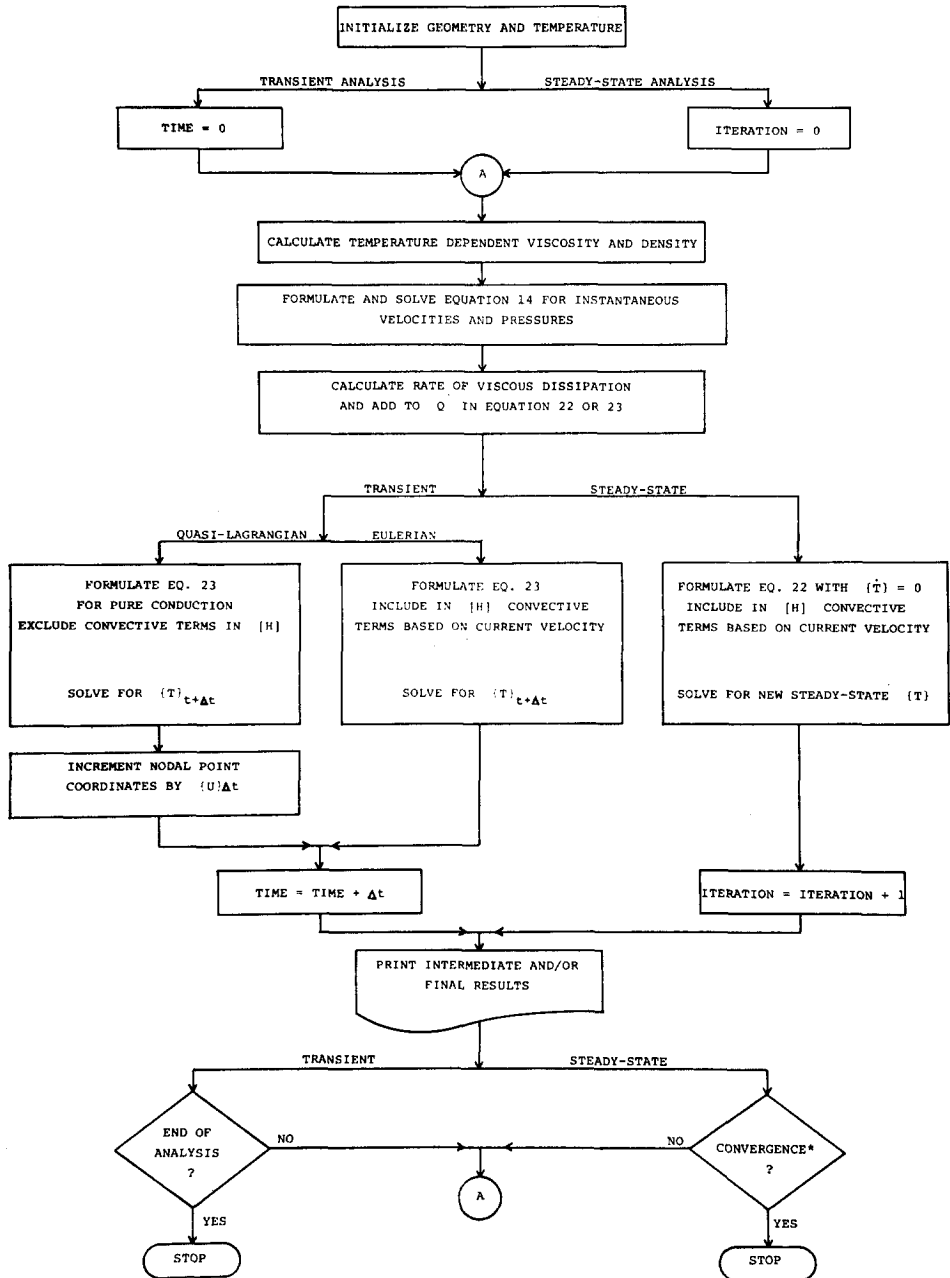 INITIALIZE GEOMETRY AND TEMPERATURE
TRANSIENT ANALYSIS
STEADY-STATE ANALYSIS
TIME = 0
ITERATION = 0
A
CALCULATE TEMPERATURE DEPENDENT VISCOSITY AND DENSITY
FORMULATE AND SOLVE EQUATION 14 FOR INSTANTANEOUS
VELOCITIES AND PRESSURES
CALCULATE RATE OF VISCOUS DISSIPATION
AND ADD TO Q IN EQUATION 22 OR 23
TRANSIENT
STEADY-STATE
QUASI-LAGRANGIAN
EULERIAN
FORMULATE EQ. 23
FOR PURE CONDUCTION
EXCLUDE CONVECTIVE TERMS IN [H]
SOLVE FOR {T}t+Δt
FORMULATE EQ. 23
INCLUDE IN [H] CONVECTIVE
TERMS BASED ON CURRENT VELOCITY
SOLVE FOR {T}t+Δt
FORMULATE EQ. 22 WITH {Ṫ} = 0
INCLUDE IN [H] CONVECTIVE
TERMS BASED ON CURRENT VELOCITY
SOLVE FOR NEW STEADY-STATE {T}
INCREMENT NODAL POINT
COORDINATES BY {U}Δt
TIME = TIME + Δt
ITERATION = ITERATION + 1
PRINT INTERMEDIATE AND/OR
FINAL RESULTS
TRANSIENT
STEADY-STATE
END OF
ANALYSIS
?
NO
NO
CONVERGENCE*
?
A
YES
YES
STOP
STOP